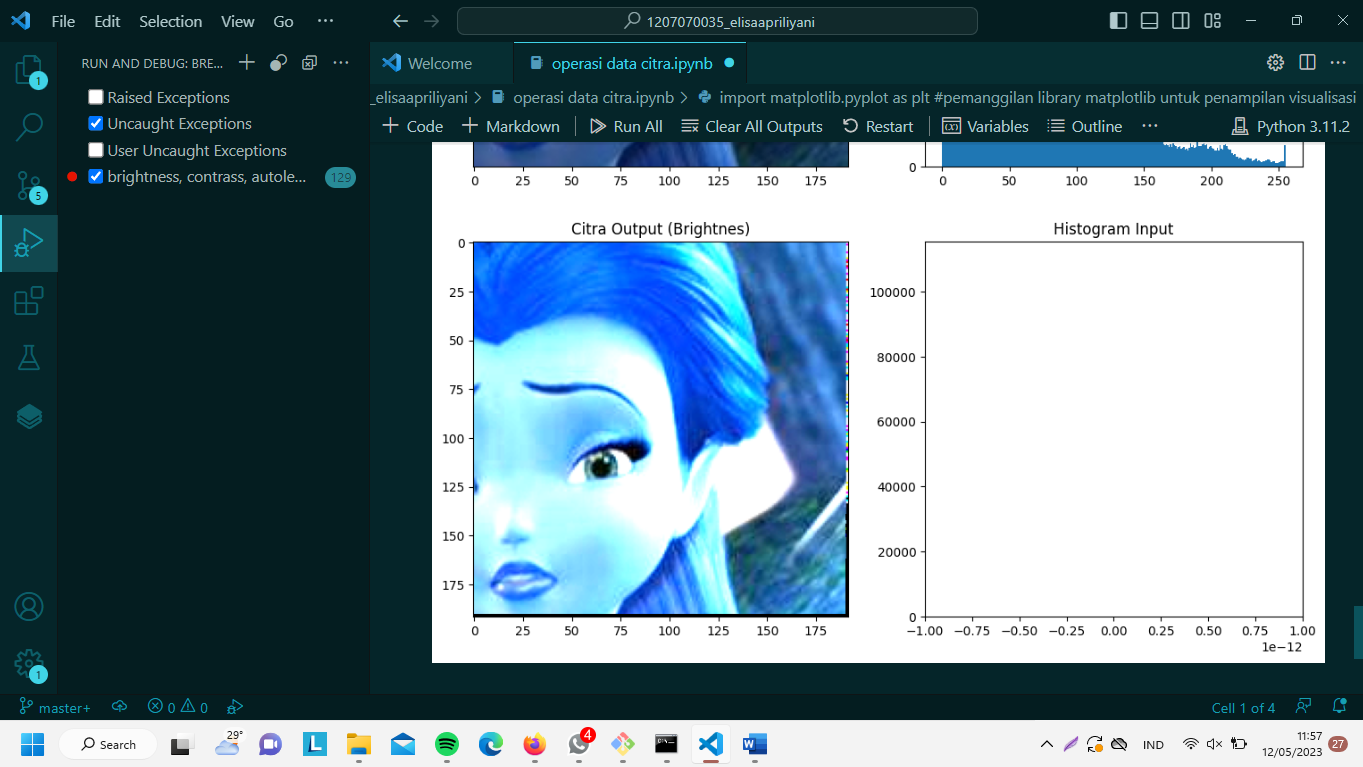 File Edit Selection View Go ··· 1207070035_elisaapriliyani
RUN AND DEBUG: BRE... ···
Raised Exceptions
Uncaught Exceptions
User Uncaught Exceptions
brightness, contrass, autole... 129
1
5
1
Welcome operasi data citra.ipynb ···
_elisaapriliyani > operasi data citra.ipynb > import matplotlib.pyplot as plt #pemanggilan library matplotlib untuk penampilan visualisasi
Code Markdown Run All Clear All Outputs Restart (x) Variables Outline ··· Python 3.11.2
0 25 50 75 100 125 150 175
0
0 50 100 150 200 250
Citra Output (Brightnes)
0
25
50
75
100
125
150
175
0 25 50 75 100 125 150 175
Histogram Input
100000
80000
60000
40000
20000
0
−1.00 −0.75 −0.50 −0.25 0.00 0.25 0.50 0.75 1.00
1e−12
master+ 0 0 Cell 1 of 4
Search 29° L 4 W IND 11:57
12/05/2023 27